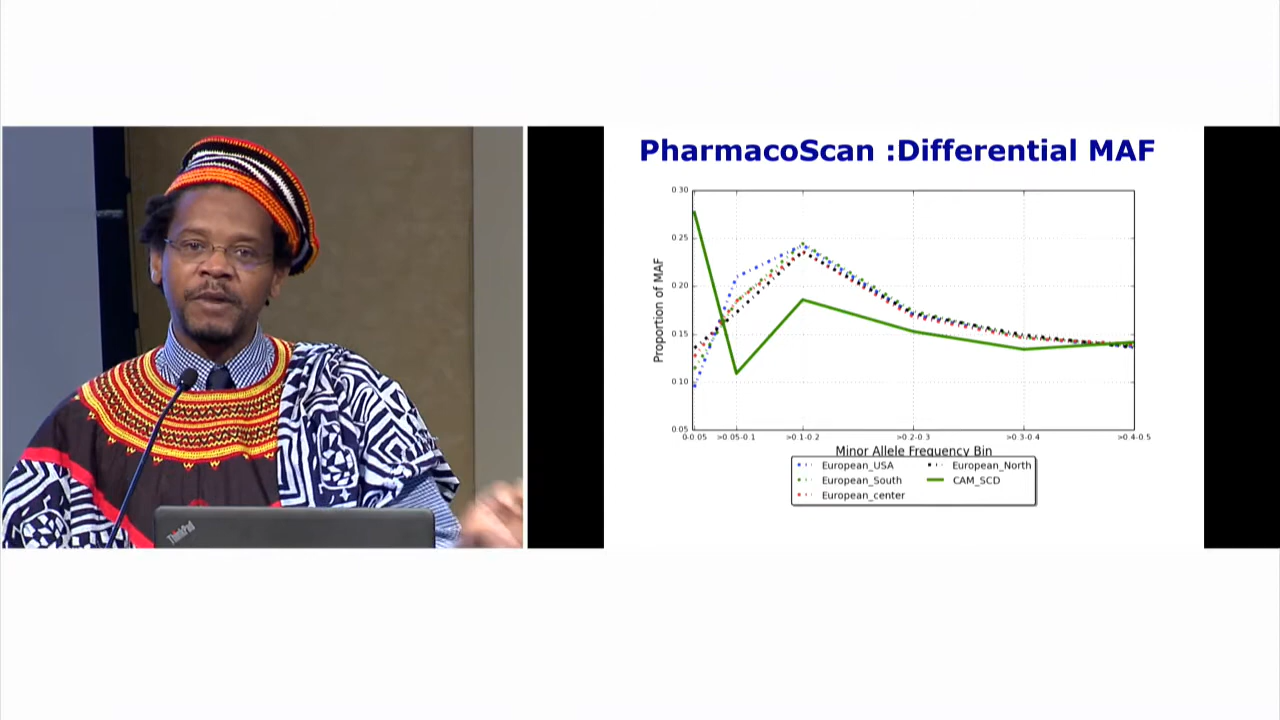 PharmacoScan :Differential MAF
0.30
0.25
0.20
0.15
0.10
0.05
Proportion of MAF
0-0.05 >0.05-0.1 >0.1-0.2 >0.2-0.3 >0.3-0.4 >0.4-0.5
Minor Allele Frequency Bin
European_USA
European_South
European_center
European_North
CAM_SCD
ThinkPad